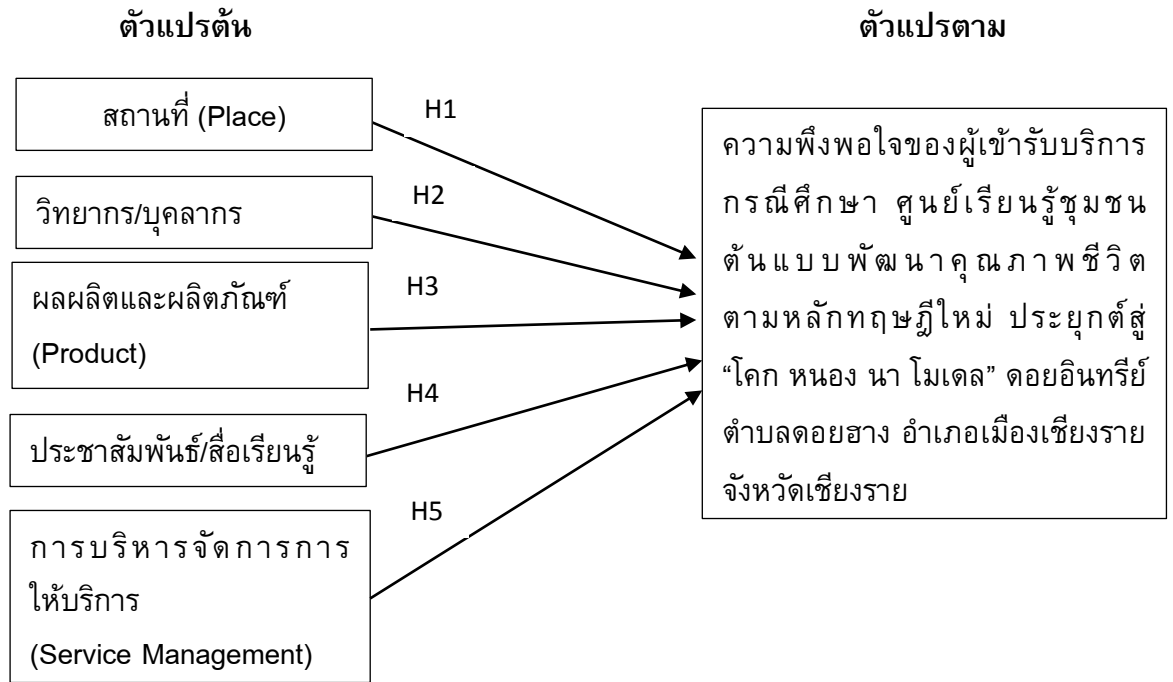 ตัวแปรต้น
ตัวแปรตาม
สถานที่ (Place)
H1
วิทยากร/บุคลากร
H2
ผลผลิตและผลิตภัณฑ์
(Product)
H3
ประชาสัมพันธ์/สื่อเรียนรู้
H4
การบริหารจัดการการ
ให้บริการ
(Service Management)
H5
ความพึงพอใจของผู้เข้ารับบริการ
กรณีศึกษา ศูนย์เรียนรู้ชุมชน
ต้นแบบพัฒนาคุณภาพชีวิต
ตามหลักทฤษฎีใหม่ ประยุกต์สู่
“โคก หนอง นา โมเดล” ดอยอินทรีย์
ตำบลดอยฮาง อำเภอเมืองเชียงราย
จังหวัดเชียงราย